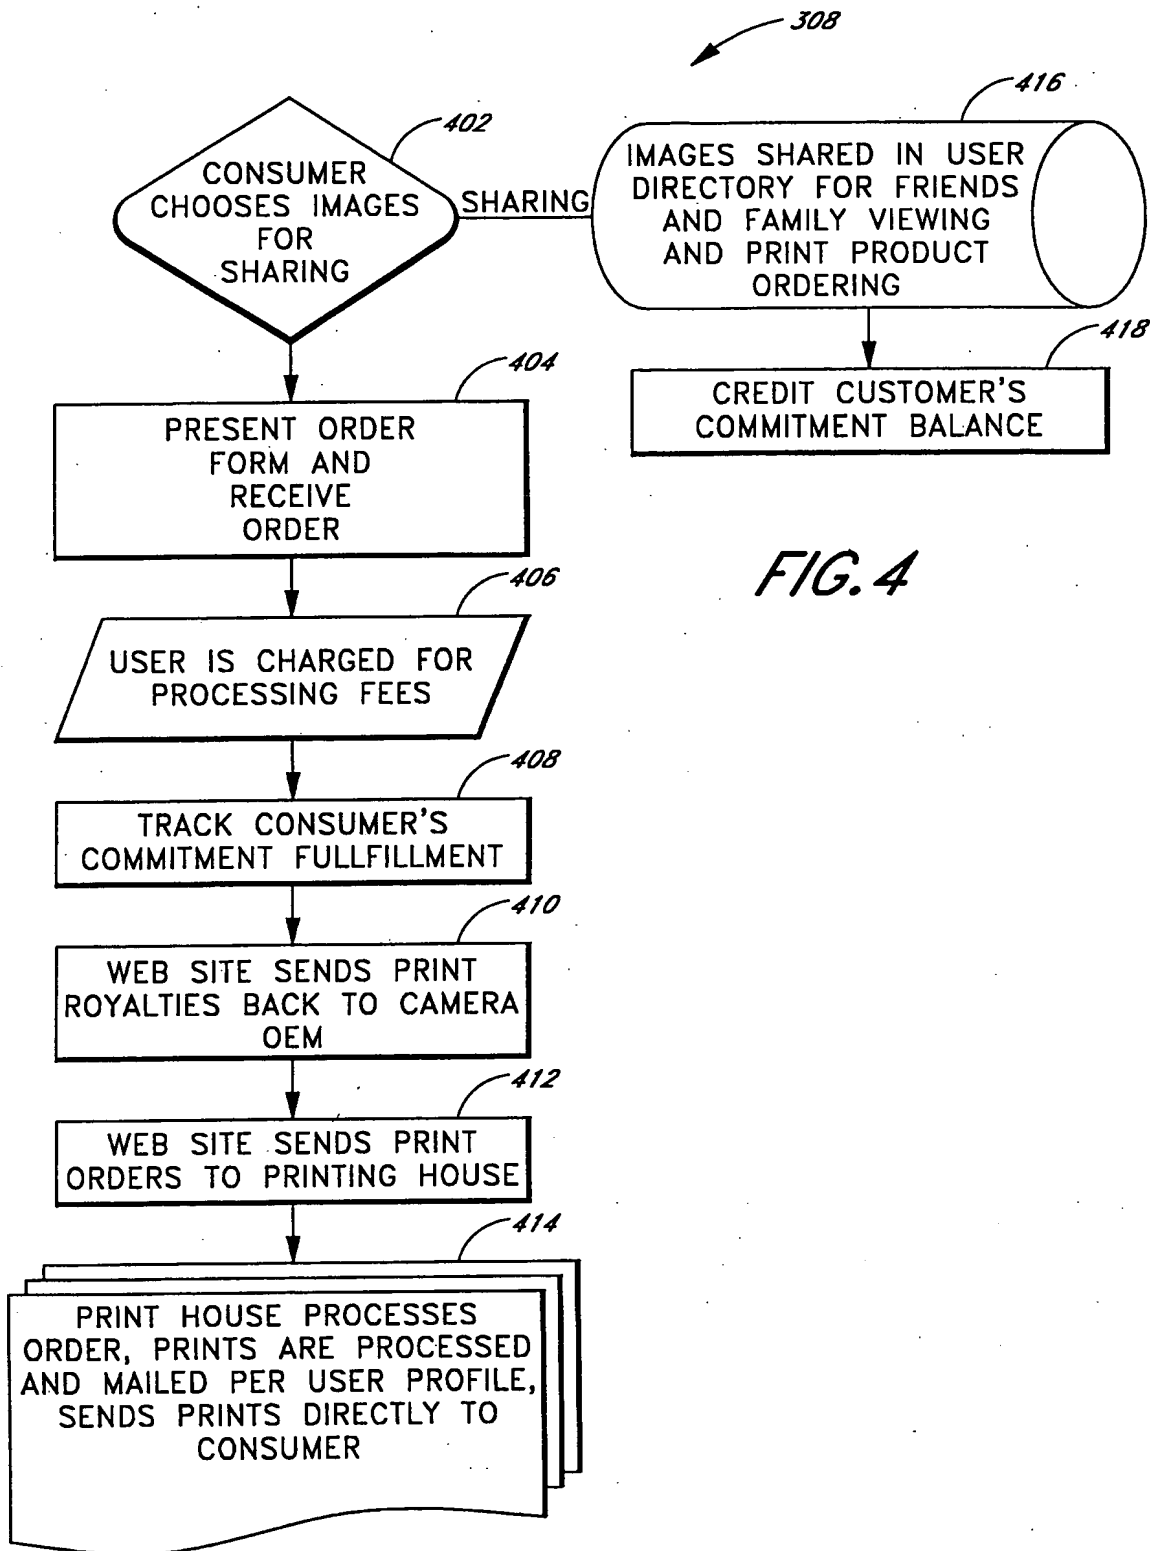 308
402
CONSUMER
CHOOSES IMAGES
FOR
SHARING
SHARING
416
IMAGES SHARED IN USER
DIRECTORY FOR FRIENDS
AND FAMILY VIEWING
AND PRINT PRODUCT
ORDERING
418
CREDIT CUSTOMER'S
COMMITMENT BALANCE
404
PRESENT ORDER
FORM AND
RECEIVE
ORDER
FIG. 4
406
USER IS CHARGED FOR
PROCESSING FEES
408
TRACK CONSUMER'S
COMMITMENT FULLFILLMENT
410
WEB SITE SENDS PRINT
ROYALTIES BACK TO CAMERA
OEM
412
WEB SITE SENDS PRINT
ORDERS TO PRINTING HOUSE
414
PRINT HOUSE PROCESSES
ORDER, PRINTS ARE PROCESSED
AND MAILED PER USER PROFILE,
SENDS PRINTS DIRECTLY TO
CONSUMER